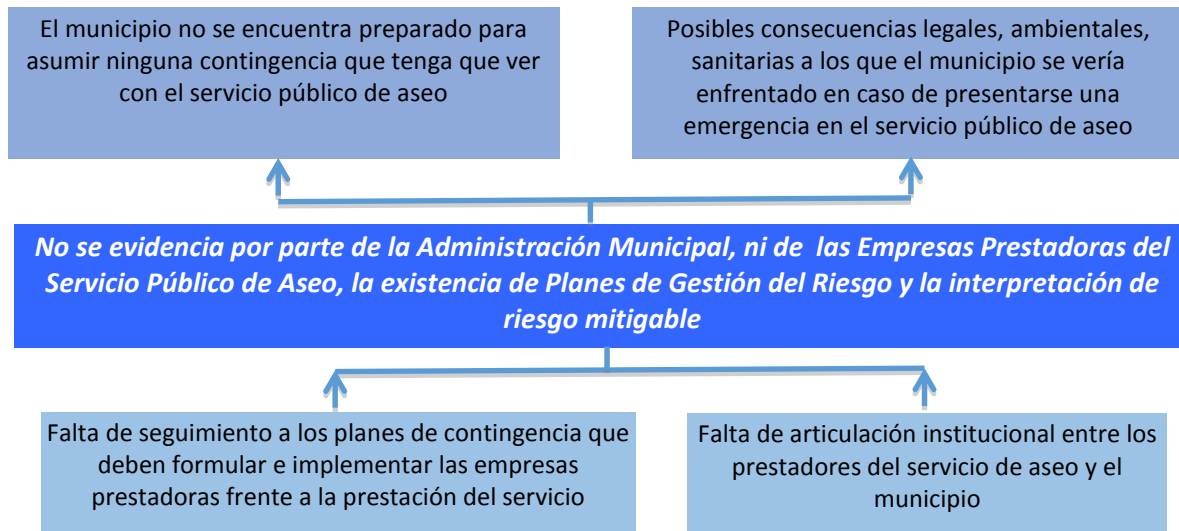 El municipio no se encuentra preparado para
asumir ninguna contingencia que tenga que ver
con el servicio público de aseo
Posibles consecuencias legales, ambientales,
sanitarias a los que el municipio se vería
enfrentado en caso de presentarse una
emergencia en el servicio público de aseo
No se evidencia por parte de la Administración Municipal, ni de las Empresas Prestadoras del
Servicio Público de Aseo, la existencia de Planes de Gestión del Riesgo y la interpretación de
riesgo mitigable
Falta de seguimiento a los planes de contingencia que
deben formular e implementar las empresas
prestadoras frente a la prestación del servicio
Falta de articulación institucional entre los
prestadores del servicio de aseo y el
municipio